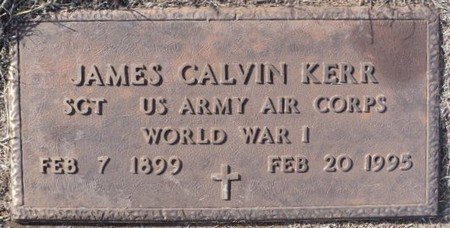 JAMES CALVIN KERR
SGT US ARMY AIR CORPS
WORLD WAR I
FEB 7 1899 FEB 20 1995